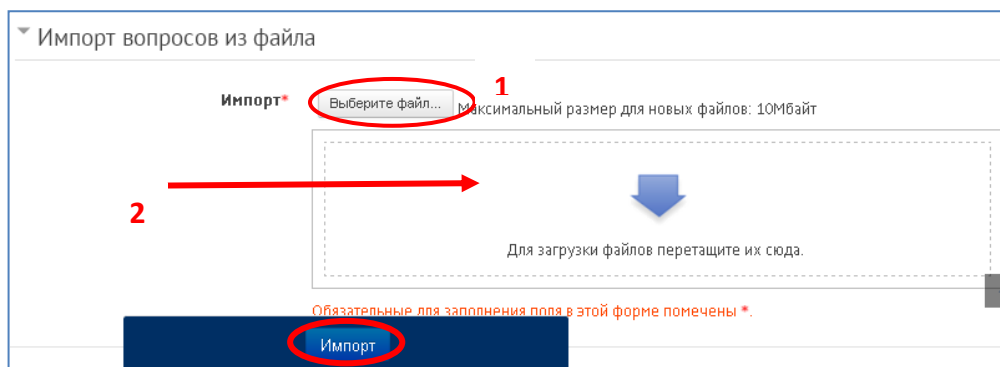 Импорт вопросов из файла
1
Импорт* Выберите файл... Максимальный размер для новых файлов: 10Мбайт
2
Для загрузки файлов перетащите их сюда.
Обязательные для заполнения поля в этой форме помечены *.
Импорт